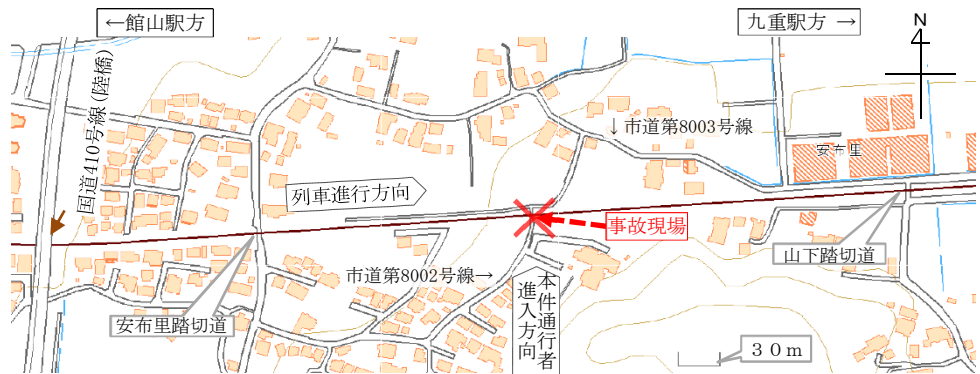 ←館山駅方
九重駅方 →
N
国道410号線(陸橋)
↓市道第8003号線
安布里
列車進行方向
事故現場
山下踏切道
市道第8002号線→
本件通行者
進入方向
安布里踏切道
30m